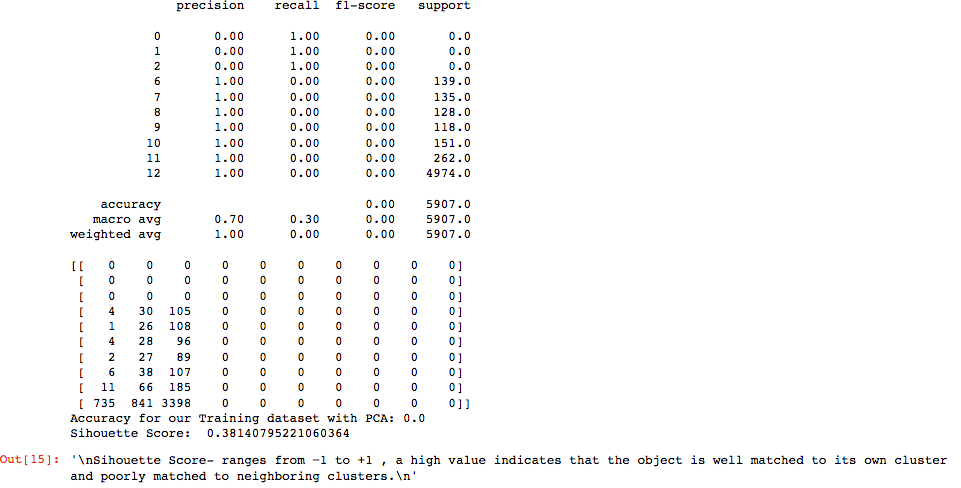 precision recall f1-score support
0 0.00 1.00 0.00 0.0
1 0.00 1.00 0.00 0.0
2 0.00 1.00 0.00 0.0
6 1.00 0.00 0.00 139.0
7 1.00 0.00 0.00 135.0
8 1.00 0.00 0.00 128.0
9 1.00 0.00 0.00 118.0
10 1.00 0.00 0.00 151.0
11 1.00 0.00 0.00 262.0
12 1.00 0.00 0.00 4974.0
accuracy 0.00 5907.0
macro avg 0.70 0.30 0.00 5907.0
weighted avg 1.00 0.00 0.00 5907.0
[[ 0 0 0 0 0 0 0 0 0 0]
[ 0 0 0 0 0 0 0 0 0 0]
[ 0 0 0 0 0 0 0 0 0 0]
[ 4 30 105 0 0 0 0 0 0 0]
[ 1 26 108 0 0 0 0 0 0 0]
[ 4 28 96 0 0 0 0 0 0 0]
[ 2 27 89 0 0 0 0 0 0 0]
[ 6 38 107 0 0 0 0 0 0 0]
[ 11 66 185 0 0 0 0 0 0 0]
[ 735 841 3398 0 0 0 0 0 0 0]]
Accuracy for our Training dataset with PCA: 0.0
Sihouette Score: 0.38140795221060364
Out[15]: '\nSihouette Score- ranges from −1 to +1 , a high value indicates that the object is well matched to its own cluster
and poorly matched to neighboring clusters.\n'